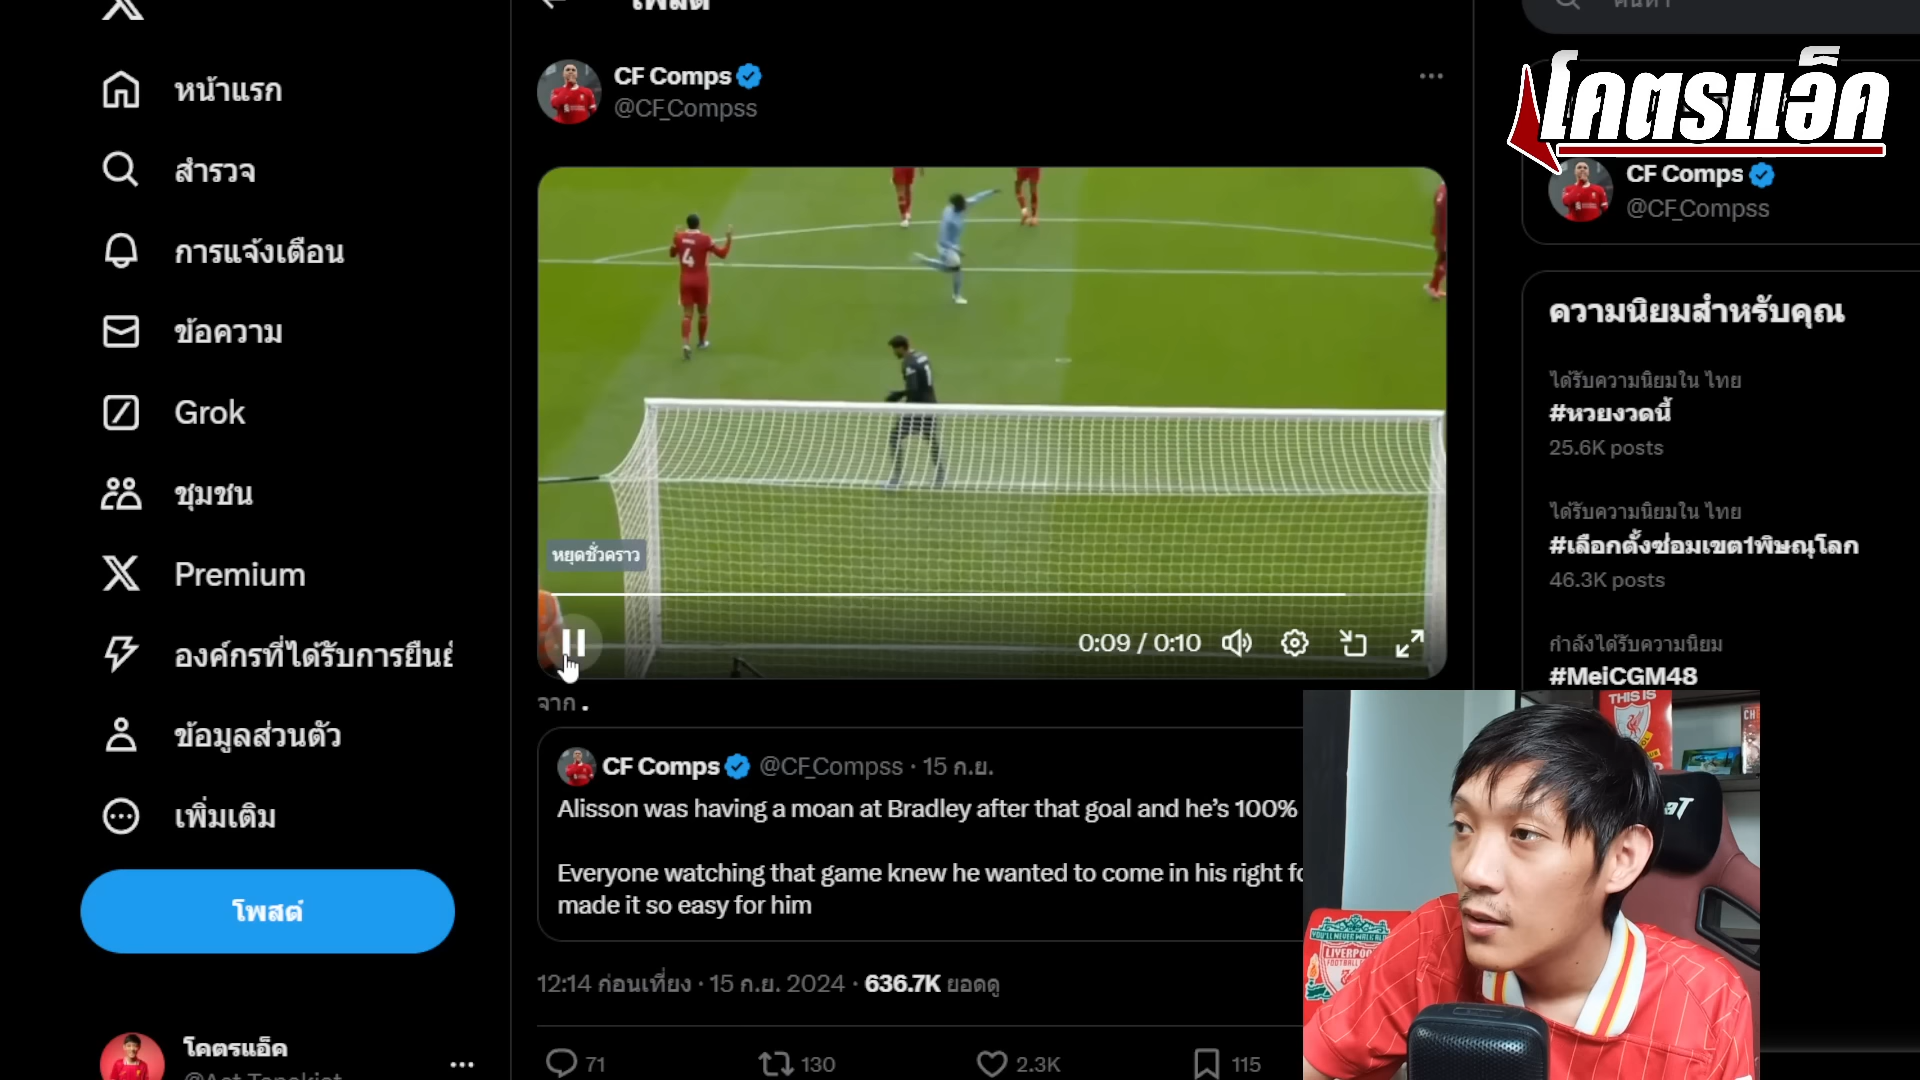 โพสต์
ค้นหา
โคตรแอ็ค
CF Comps
@CF_Compss
CF Comps
@CF_Compss
หน้าแรก
สำรวจ
การแจ้งเตือน
ข้อความ
Grok
ชุมชน
Premium
องค์กรที่ได้รับการยืนยั
ข้อมูลส่วนตัว
เพิ่มเติม
โพสต์
โคตรแอ็ค
4
1
หยุดชั่วคราว
0:09 / 0:10
จาก .
CF Comps @CF_Compss · 15 ก.ย.
Alisson was having a moan at Bradley after that goal and he's 100%
Everyone watching that game knew he wanted to come in his right fo
made it so easy for him
12:14 ก่อนเที่ยง · 15 ก.ย. 2024 · 636.7K ยอดดู
71
130
2.3K
115
ความนิยมสำหรับคุณ
ได้รับความนิยมใน ไทย
#หวยงวดนี้
25.6K posts
ได้รับความนิยมใน ไทย
#เลือกตั้งซ่อมเขต1พิษณุโลก
46.3K posts
กำลังได้รับความนิยม
#MeiCGM48
THIS IS
YOU'LL NEVER WALK AL
LIVERPOO
FOOTBALL